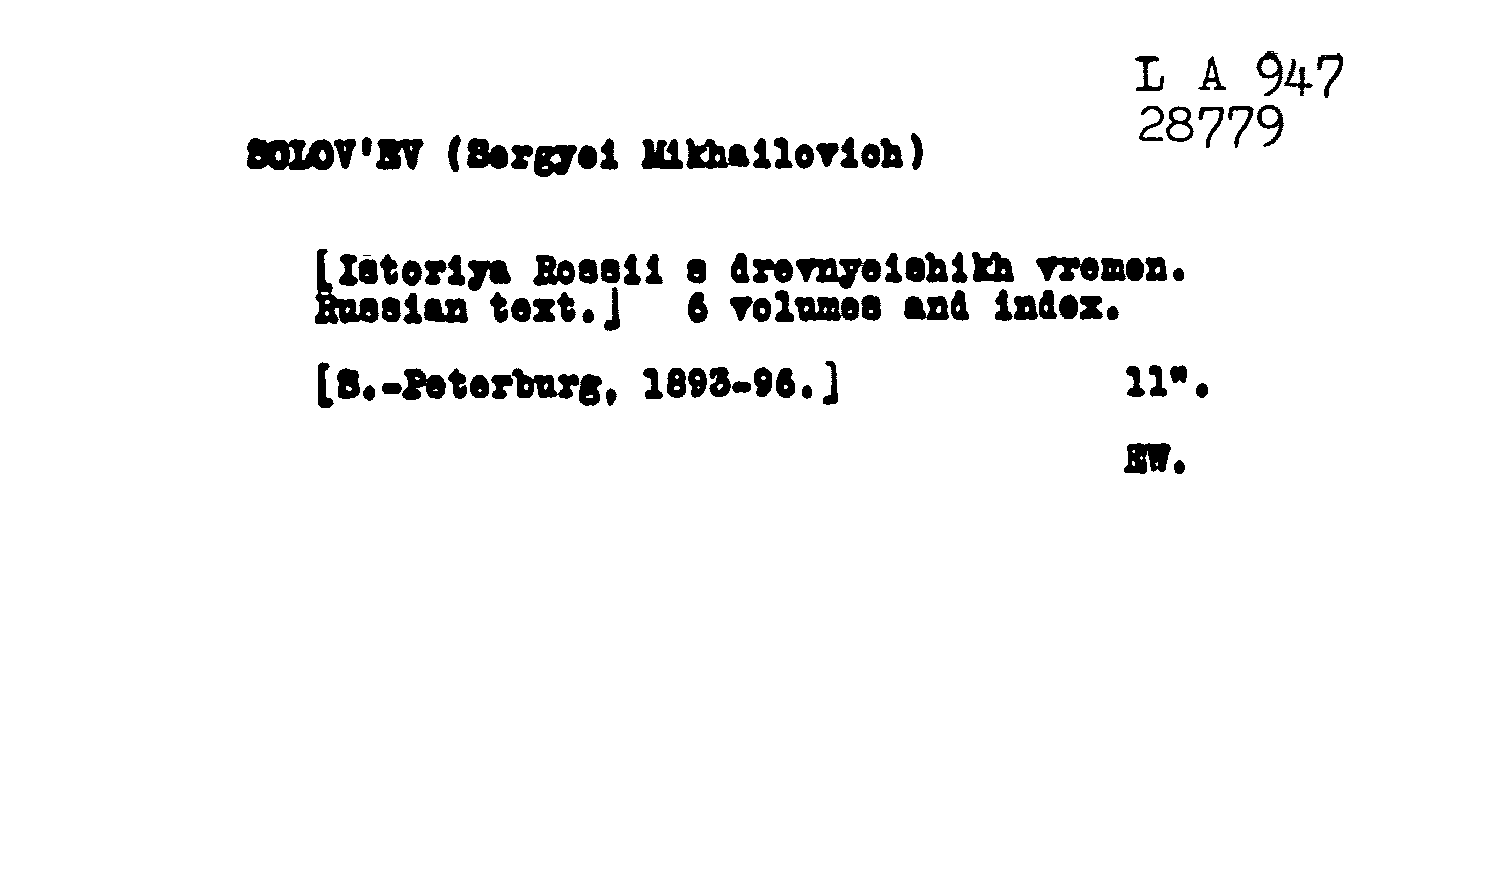 L A 947
28779
SOLOV'EV (Sergyei Mikhailovich)
[Istoriya Rossii s drevnyeishikh vremen.
Russian text.] 6 volumes and index.
[S.-Peterburg, 1893-96.] 11".
EW.